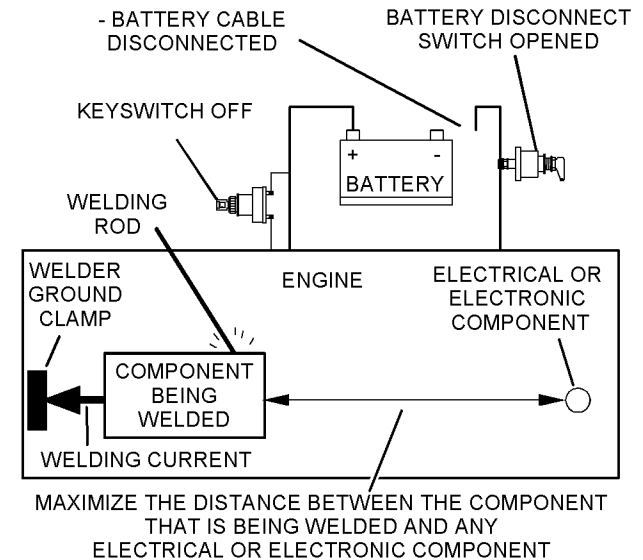 - BATTERY CABLE
DISCONNECTED
BATTERY DISCONNECT
SWITCH OPENED
KEYSWITCH OFF
+
-
BATTERY
WELDING
ROD
WELDER
GROUND
CLAMP
ENGINE
ELECTRICAL OR
ELECTRONIC
COMPONENT
COMPONENT
BEING
WELDED
WELDING CURRENT
MAXIMIZE THE DISTANCE BETWEEN THE COMPONENT
THAT IS BEING WELDED AND ANY
ELECTRICAL OR ELECTRONIC COMPONENT